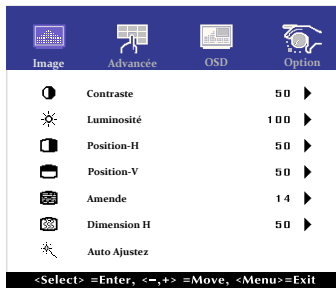 Image Advancée OSD Option
Contraste 50
Luminosité 100
Position-H 50
Position-V 50
Amende 14
Dimension H 50
Auto Ajustez
<Select> =Enter, <−,+> =Move, <Menu>=Exit